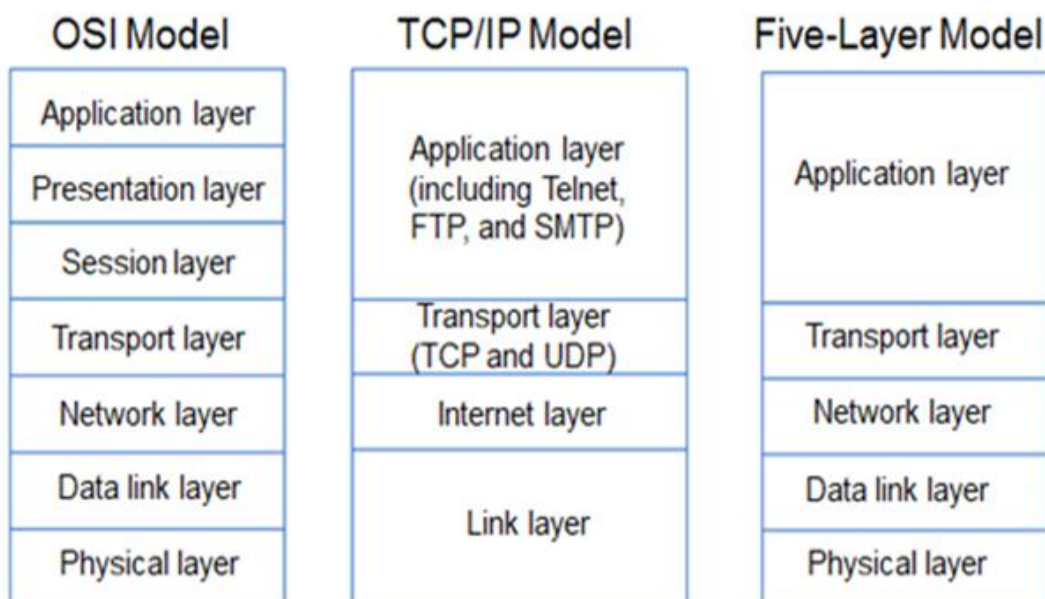 OSI Model
Application layer
Presentation layer
Session layer
Transport layer
Network layer
Data link layer
Physical layer
TCP/IP Model
Application layer
(including Telnet,
FTP, and SMTP)
Transport layer
(TCP and UDP)
Internet layer
Link layer
Five-Layer Model
Application layer
Transport layer
Network layer
Data link layer
Physical layer